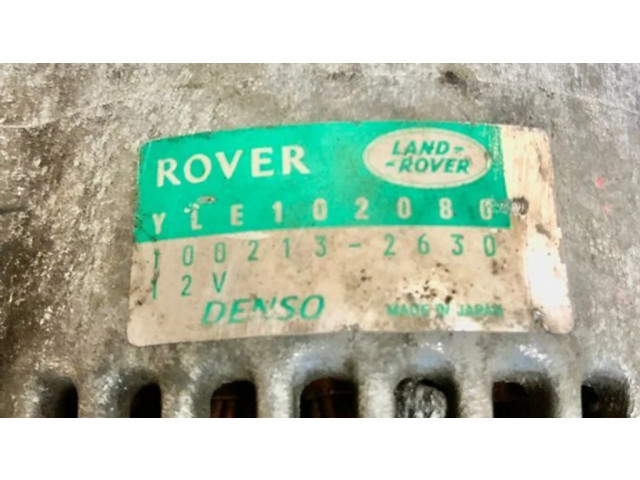 ROVER
LAND-
-ROVER
YLE102080
100213-2630
12V
DENSO
MADE IN JAPAN